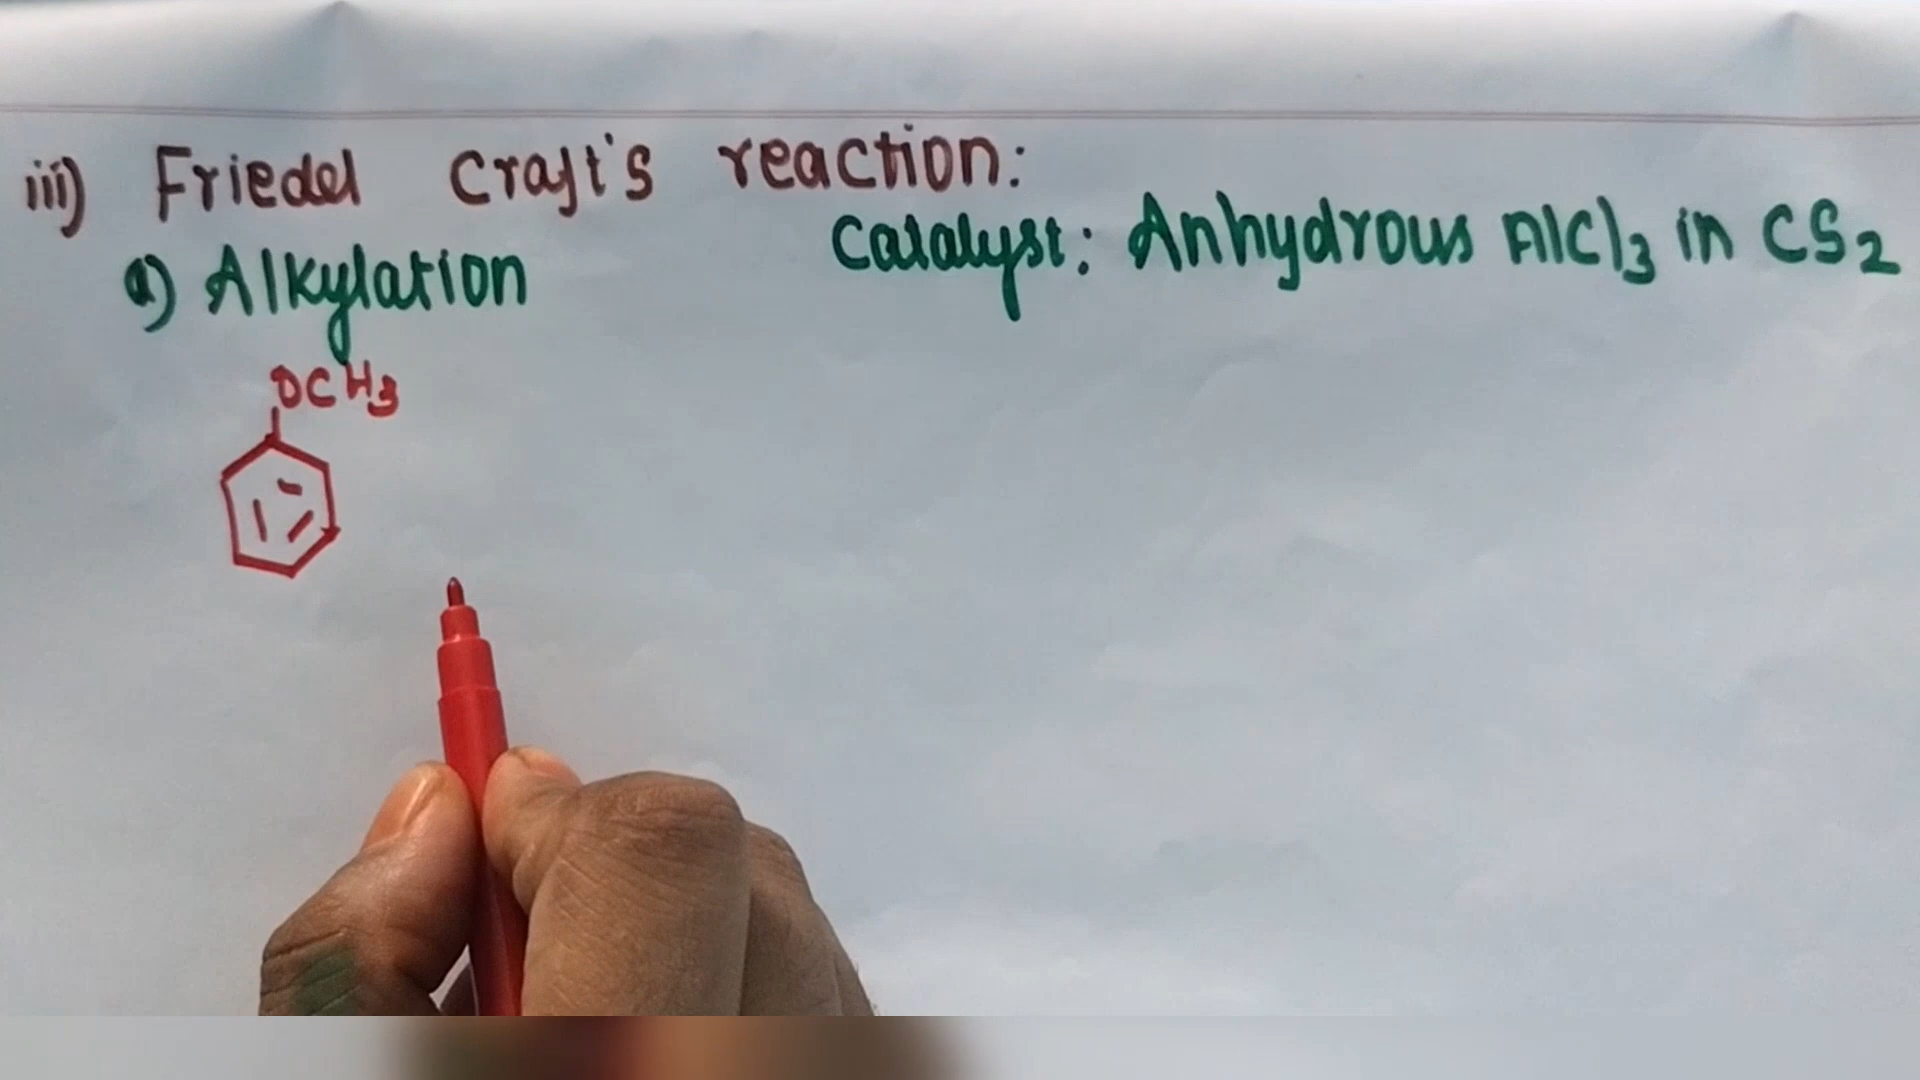 iii) Friedel Craft's reaction:
Catalyst: Anhydrous AlCl3 in CS2
a) Alkylation
OCH3